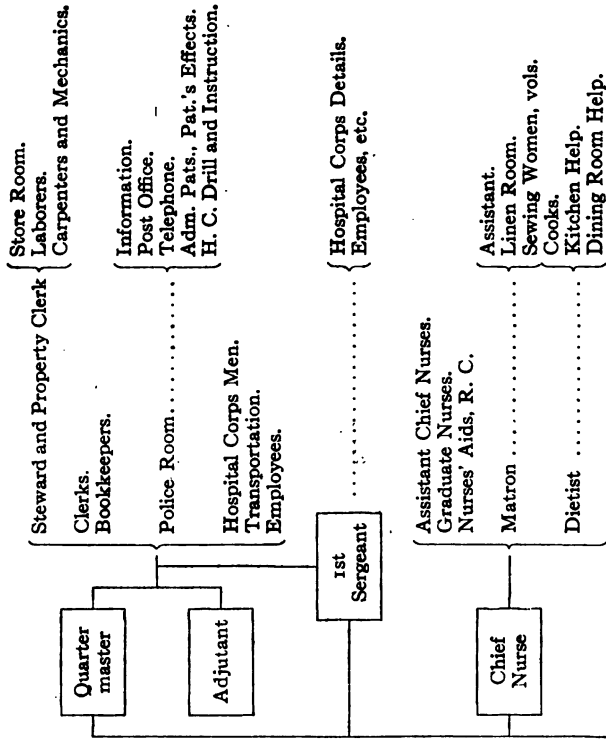 Quarter
master
Adjutant
1st
Sergeant
Chief
Nurse
Steward and Property Clerk
Clerks.
Bookkeepers.
Police Room..........
Hospital Corps Men.
Transportation.
Employees.
Assistant Chief Nurses.
Graduate Nurses.
Nurses' Aids, R. C.
Matron ................
Dietist ................
Store Room.
Laborers.
Carpenters and Mechanics.
Information.
Post Office.
Telephone.
Adm. Pats., Pat.'s Effects.
H. C. Drill and Instruction.
Hospital Corps Details.
Employees, etc.
Assistant.
Linen Room.
Sewing Women, vols.
Cooks.
Kitchen Help.
Dining Room Help.